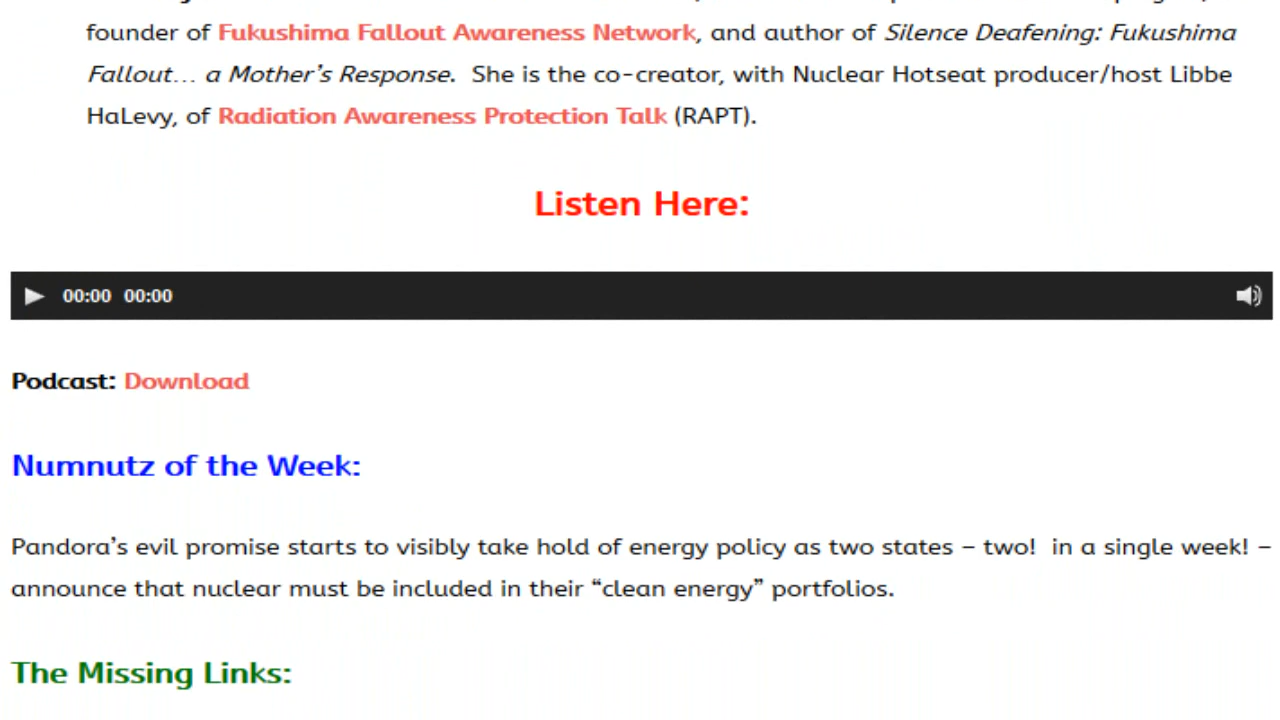 founder of Fukushima Fallout Awareness Network, and author of Silence Deafening: Fukushima
Fallout… a Mother’s Response.  She is the co-creator, with Nuclear Hotseat producer/host Libbe
HaLevy, of Radiation Awareness Protection Talk (RAPT).
Listen Here:
00:00 00:00
Podcast: Download
Numnutz of the Week:
Pandora’s evil promise starts to visibly take hold of energy policy as two states – two!  in a single week! –
announce that nuclear must be included in their “clean energy” portfolios.
The Missing Links: